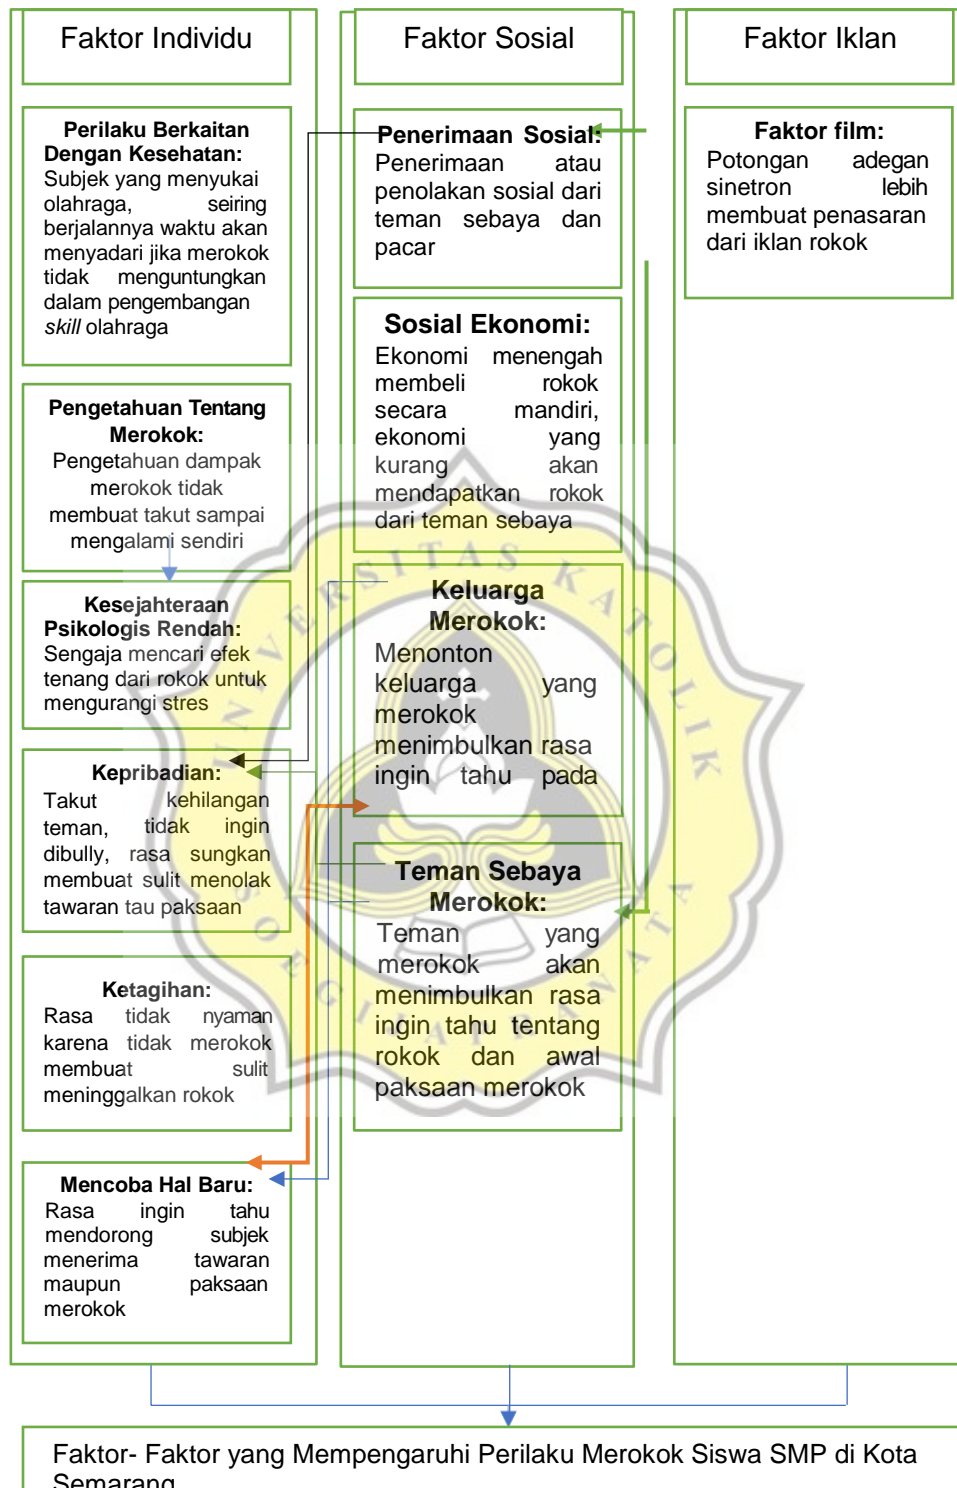 Faktor Individu
Perilaku Berkaitan
Dengan Kesehatan:
Subjek yang menyukai
olahraga, seiring
berjalannya waktu akan
menyadari jika merokok
tidak menguntungkan
dalam pengembangan
skill olahraga
Pengetahuan Tentang
Merokok:
Pengetahuan dampak
merokok tidak
membuat takut sampai
mengalami sendiri
Kesejahteraan
Psikologis Rendah:
Sengaja mencari efek
tenang dari rokok untuk
mengurangi stres
Kepribadian:
Takut kehilangan
teman, tidak ingin
dibully, rasa sungkan
membuat sulit menolak
tawaran tau paksaan
Ketagihan:
Rasa tidak nyaman
karena tidak merokok
membuat sulit
meninggalkan rokok
Mencoba Hal Baru:
Rasa ingin tahu
mendorong subjek
menerima tawaran
maupun paksaan
merokok
Faktor Sosial
Penerimaan Sosial:
Penerimaan atau
penolakan sosial dari
teman sebaya dan
pacar
Sosial Ekonomi:
Ekonomi menengah
membeli rokok
secara mandiri,
ekonomi yang
kurang akan
mendapatkan rokok
dari teman sebaya
Keluarga
Merokok:
Menonton
keluarga yang
merokok
menimbulkan rasa
ingin tahu pada
Teman Sebaya
Merokok:
Teman yang
merokok akan
menimbulkan rasa
ingin tahu tentang
rokok dan awal
paksaan merokok
Faktor Iklan
Faktor film:
Potongan adegan
sinetron lebih
membuat penasaran
dari iklan rokok
Faktor- Faktor yang Mempengaruhi Perilaku Merokok Siswa SMP di Kota
Semarang
UNIVERSITAS KATOLIK
SOEGIJAPRANATA